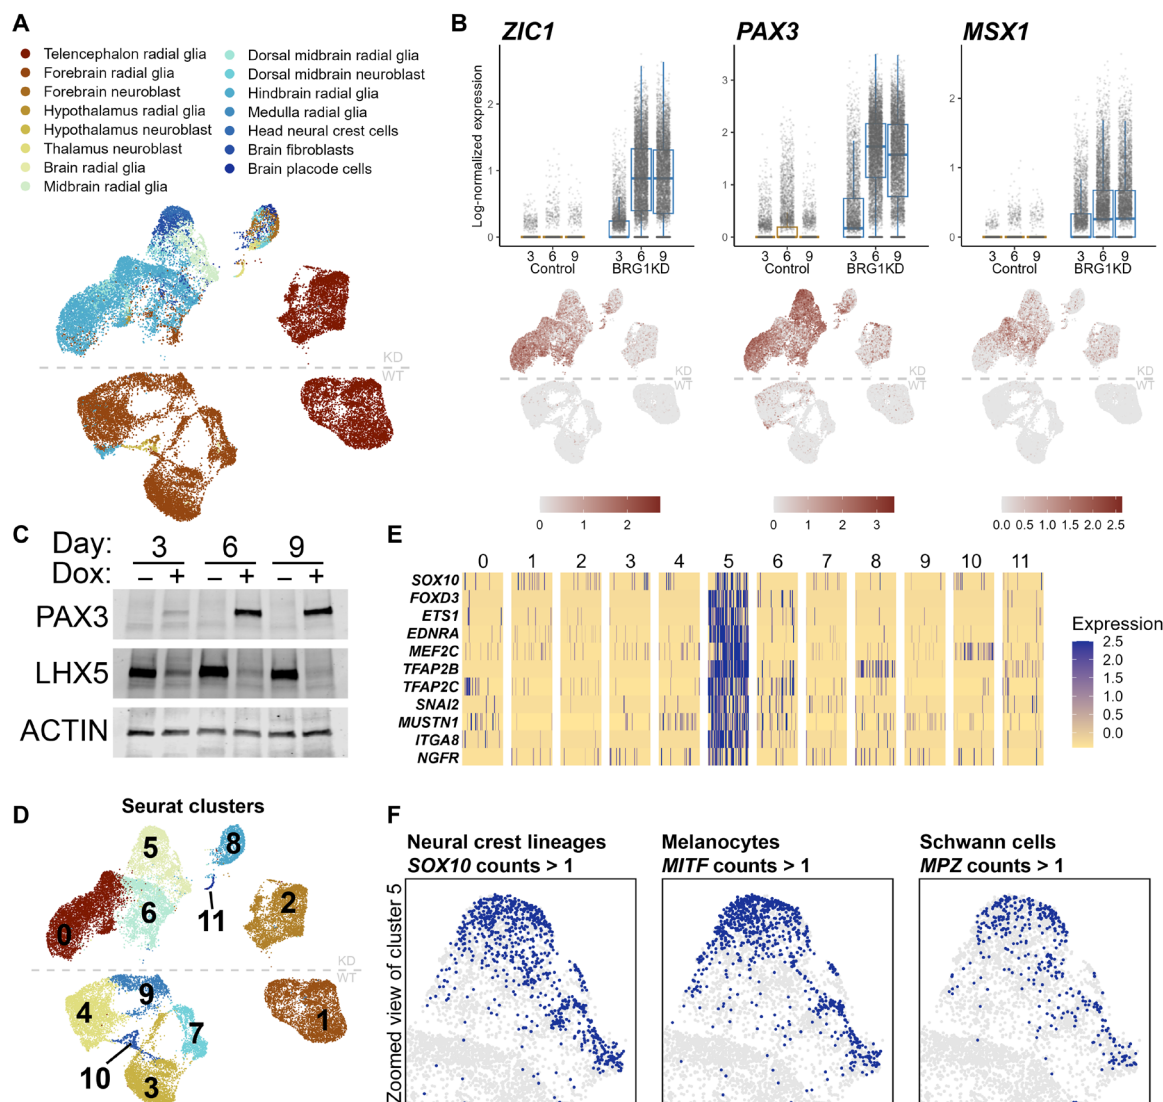 A
Telencephalon radial glia
Forebrain radial glia
Forebrain neuroblast
Hypothalamus radial glia
Hypothalamus neuroblast
Thalamus neuroblast
Brain radial glia
Midbrain radial glia
Dorsal midbrain radial glia
Dorsal midbrain neuroblast
Hindbrain radial glia
Medulla radial glia
Head neural crest cells
Brain fibroblasts
Brain placode cells
KD
WT
B
ZIC1 PAX3 MSX1
Log-normalized expression
2
1
0
3 6 9 3 6 9
Control BRG1KD
3
2
1
0
3 6 9 3 6 9
Control BRG1KD
2
1
0
3 6 9 3 6 9
Control BRG1KD
KD
WT
KD
WT
KD
WT
0 1 2
0 1 2 3
0.0 0.5 1.0 1.5 2.0 2.5
C
Day: 3 6 9
Dox: – + – + – +
PAX3
LHX5
ACTIN
E
0 1 2 3 4 5 6 7 8 9 10 11
SOX10
FOXD3
ETS1
EDNRA
MEF2C
TFAP2B
TFAP2C
SNAI2
MUSTN1
ITGA8
NGFR
Expression
2.5
2.0
1.5
1.0
0.5
0.0
D
Seurat clusters
5
8
11
2
6
0
KD
WT
9
4
7
1
10
3
F
Neural crest lineages
SOX10 counts > 1
Melanocytes
MITF counts > 1
Schwann cells
MPZ counts > 1
Zoomed view of cluster 5